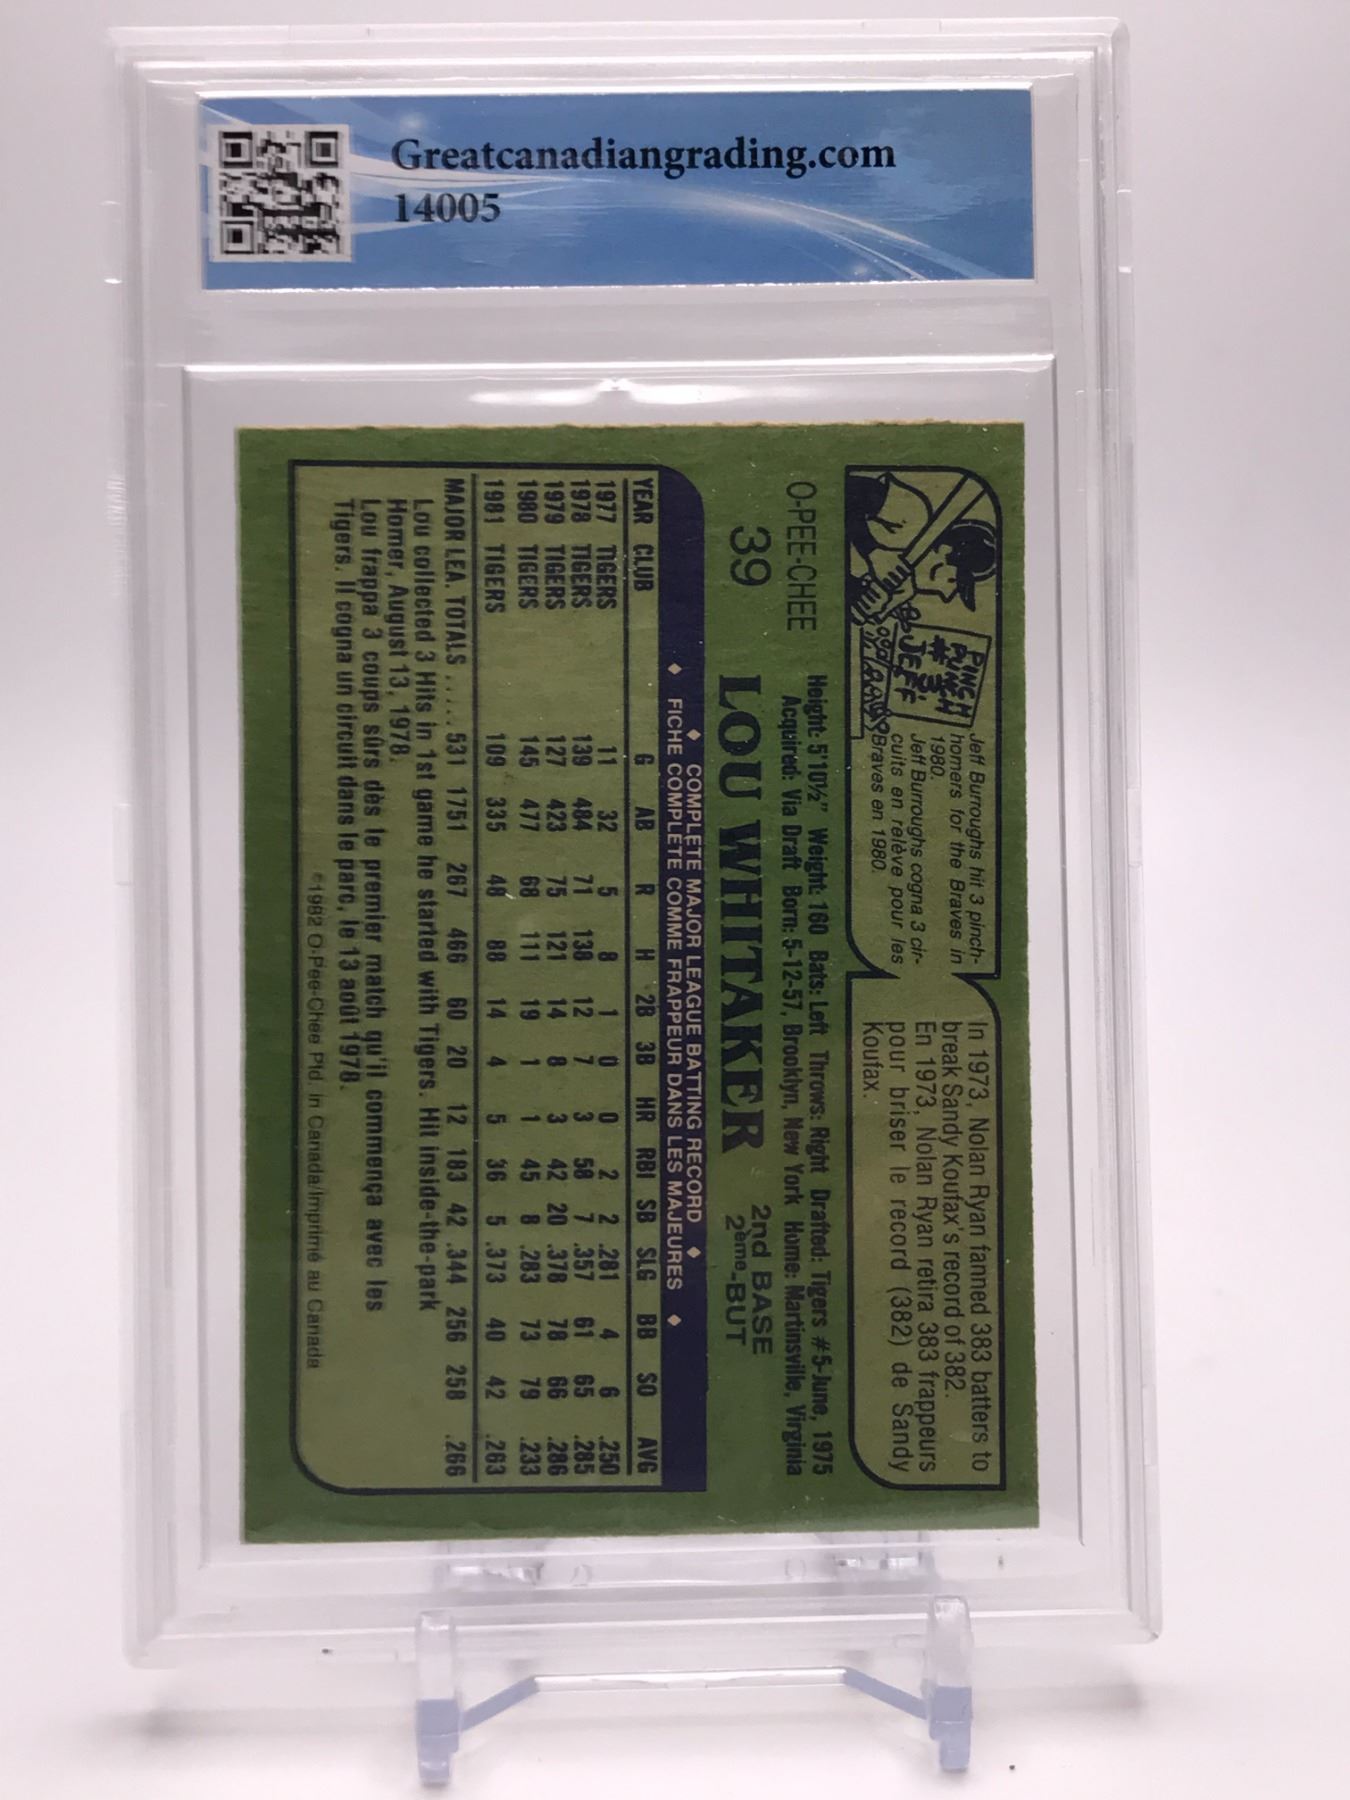 Greatcanadiangrading.com
14005
PINCH
PUNCH
#3,
JEFF
Jeff Burroughs hit 3 pinch-
homers for the Braves in
1980.
Jeff Burroughs cogna 3 cir-
cuits en relève pour les
Braves en 1980.
In 1973, Nolan Ryan fanned 383 batters to
break Sandy Koufax's record of 382.
En 1973, Nolan Ryan retira 383 frappeurs
pour briser le record (382) de Sandy
Koufax.
O-PEE-CHEE
39
Height: 5'10½" Weight: 160 Bats: Left Throws: Right Drafted: Tigers #5-June, 1975
Acquired: Via Draft Born: 5-12-57, Brooklyn, New York Home: Martinsville, Virginia
LOU WHITAKER
2nd BASE
2ème-BUT
♦ COMPLETE MAJOR LEAGUE BATTING RECORD ♦
♦ FICHE COMPLETE COMME FRAPPEUR DANS LES MAJEURES ♦
YEAR CLUB G AB R H 2B 3B HR RBI SB SLG BB SO AVG
1977 TIGERS 11 32 5 8 1 0 0 2 2 .281 4 6 .250
1978 TIGERS 139 484 71 138 12 7 3 58 7 .357 61 65 .285
1979 TIGERS 127 423 75 121 14 8 3 42 20 .378 78 66 .286
1980 TIGERS 145 477 68 111 19 1 1 45 8 .283 73 79 .233
1981 TIGERS 109 335 48 88 14 4 5 36 5 .373 40 42 .263
MAJOR LEA. TOTALS ..... 531 1751 267 466 60 20 12 183 42 .344 256 258 .266
Lou collected 3 Hits in 1st game he started with Tigers. Hit inside-the-park
Homer, August 13, 1978.
Lou frappa 3 coups sûrs dès le premier match qu'il commença avec les
Tigers. Il cogna un circuit dans le parc, le 13 août 1978.
©1982 O-Pee-Chee Ptd. in Canada/Imprimé au Canada